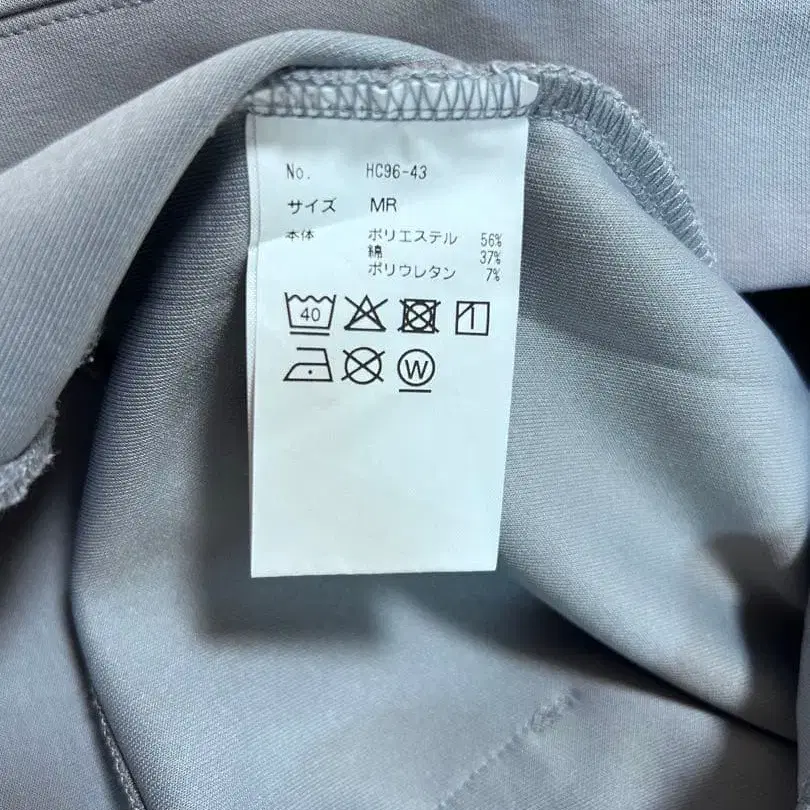 No. HC96-43
サイズ MR
本体 ポリエステル 56%
綿 37%
ポリウレタン 7%
40
W